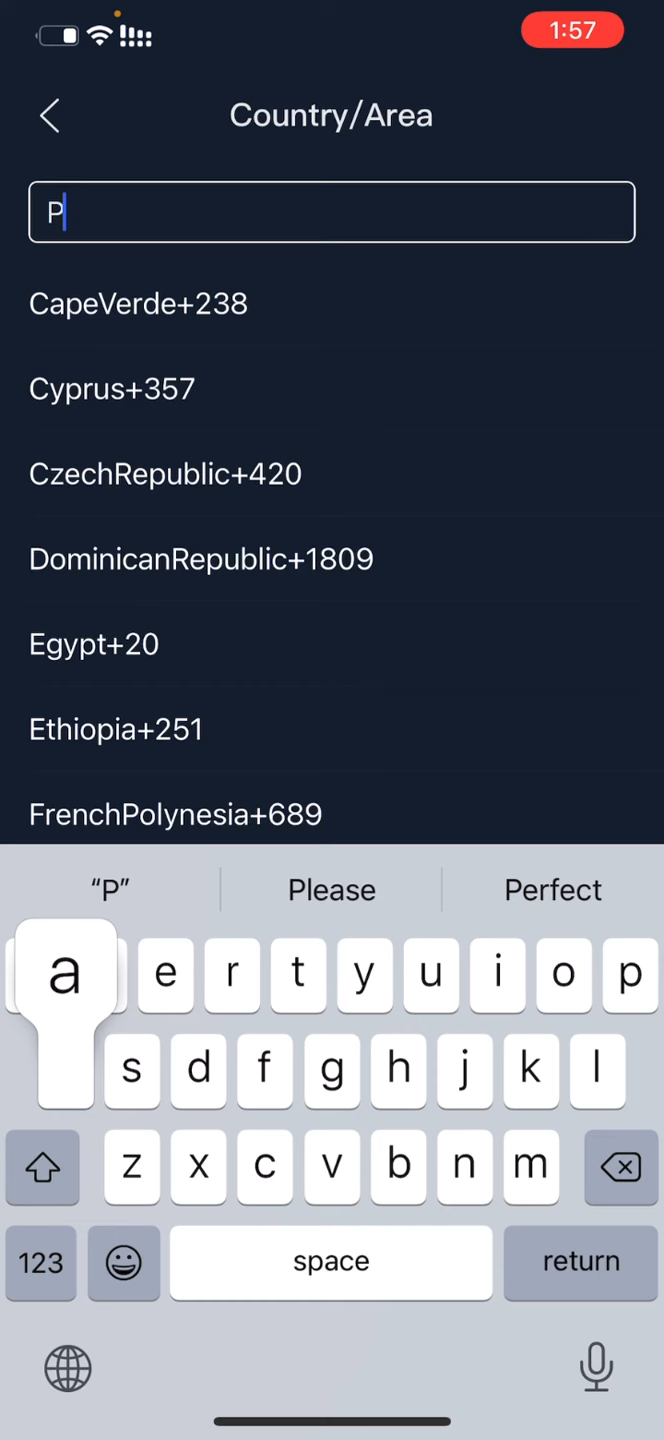 1:57
Country/Area
P
CapeVerde+238
Cyprus+357
CzechRepublic+420
DominicanRepublic+1809
Egypt+20
Ethiopia+251
FrenchPolynesia+689
“P” Please Perfect
e r t y u i o p
a s d f g h j k l
z x c v b n m
123 space return